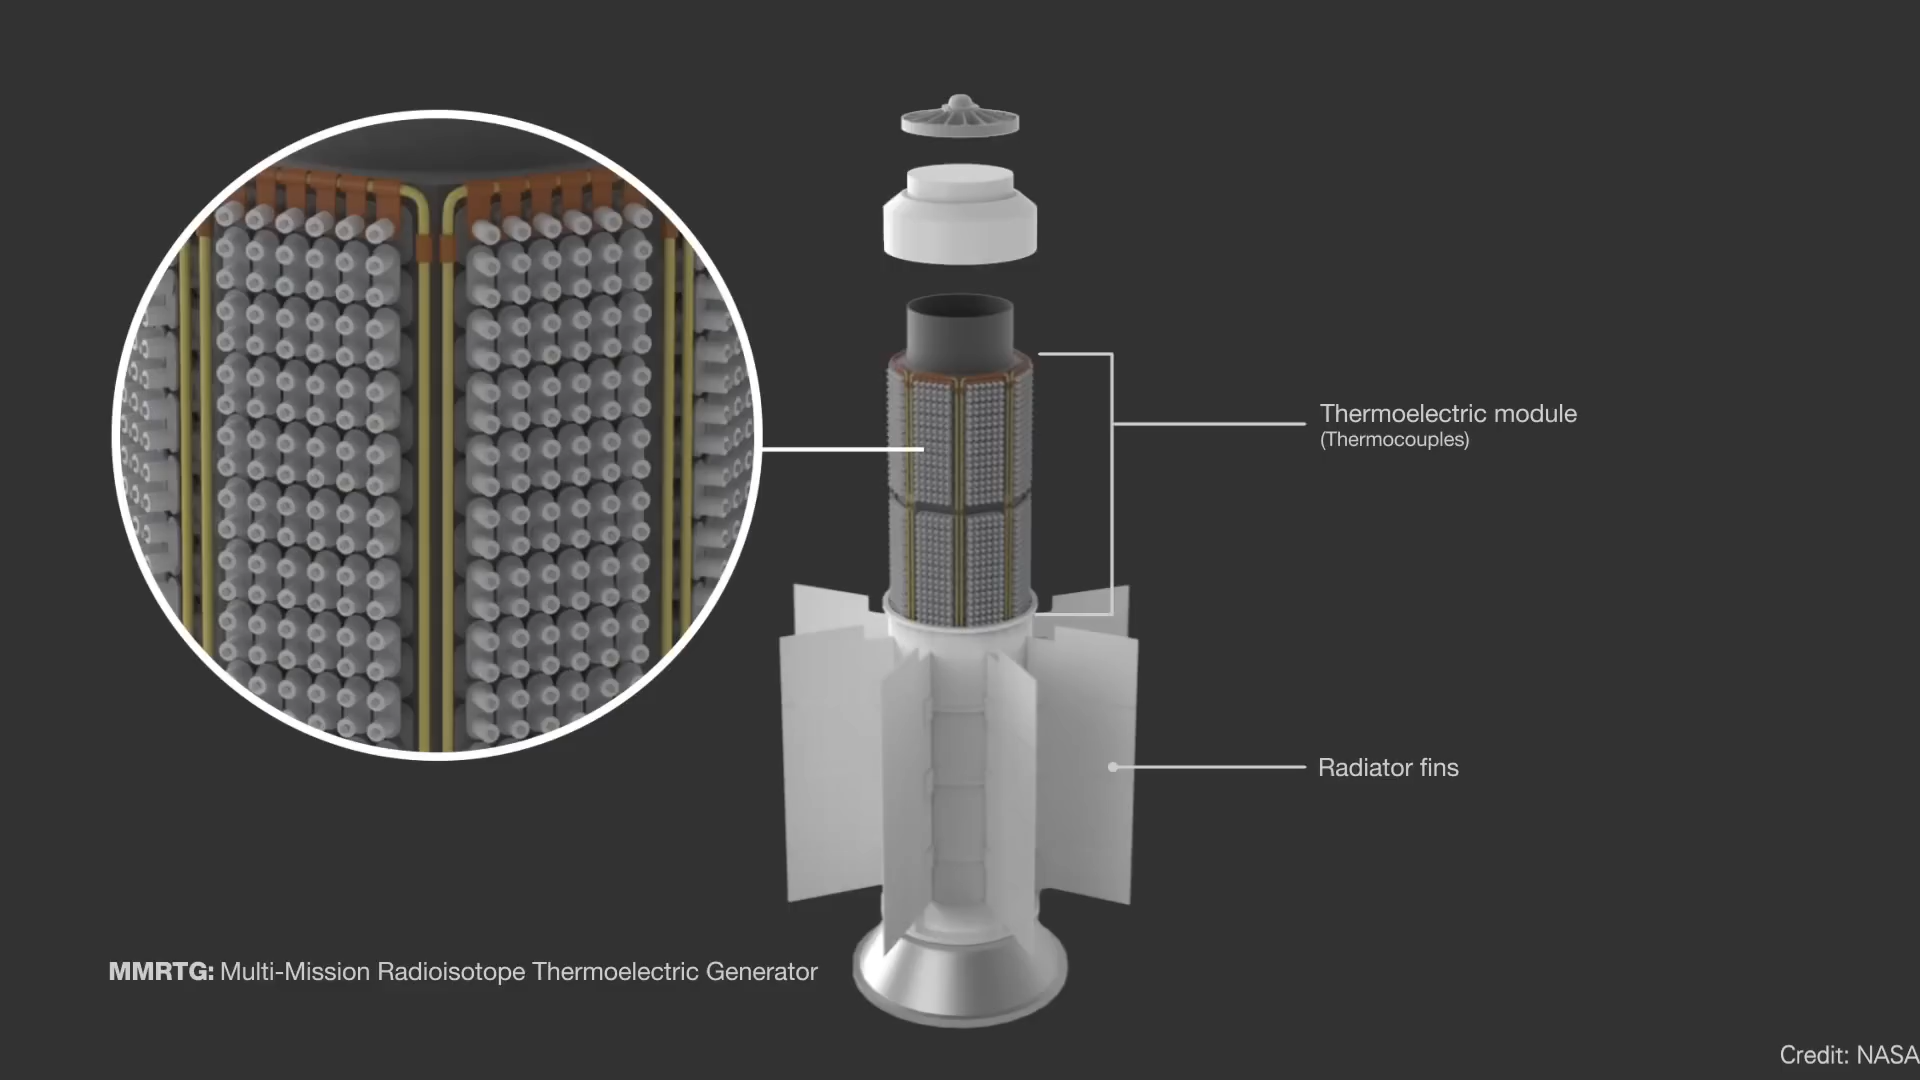 Thermoelectric module
(Thermocouples)
Radiator fins
MMRTG: Multi-Mission Radioisotope Thermoelectric Generator
Credit: NASA